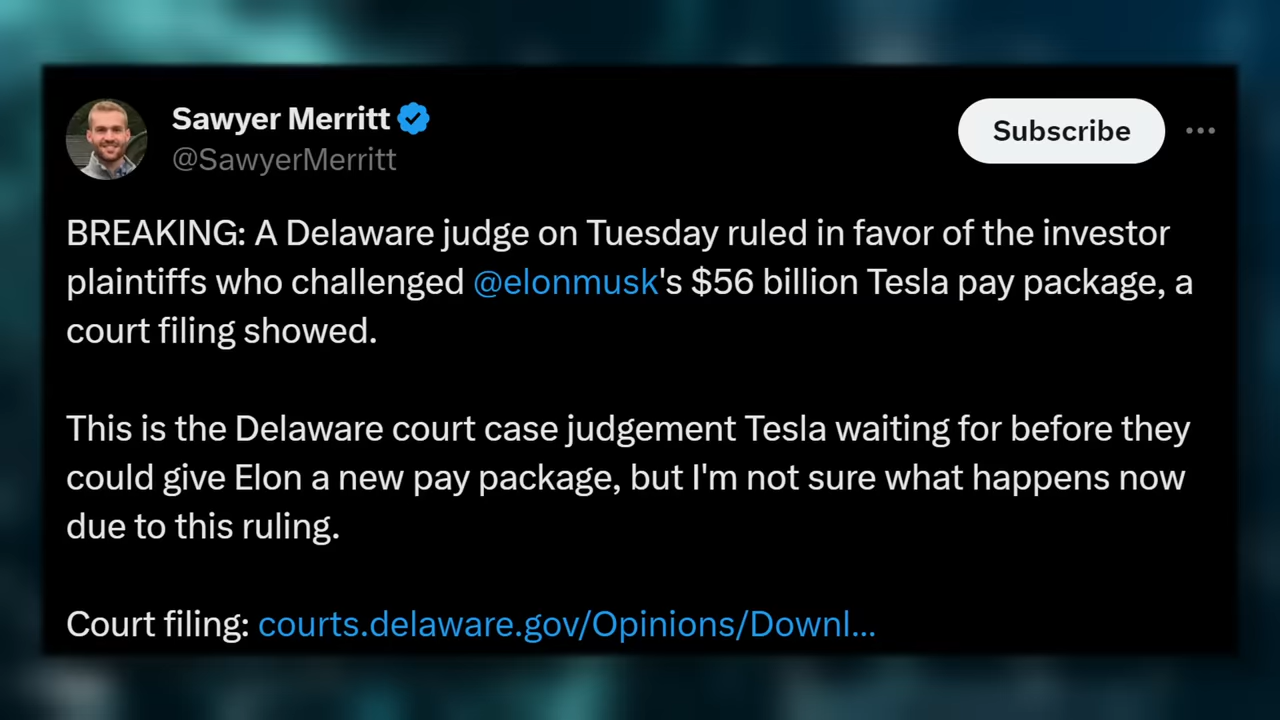 Sawyer Merritt
@SawyerMerritt
Subscribe
BREAKING: A Delaware judge on Tuesday ruled in favor of the investor
plaintiffs who challenged @elonmusk's $56 billion Tesla pay package, a
court filing showed.
This is the Delaware court case judgement Tesla waiting for before they
could give Elon a new pay package, but I'm not sure what happens now
due to this ruling.
Court filing: courts.delaware.gov/Opinions/Downl...